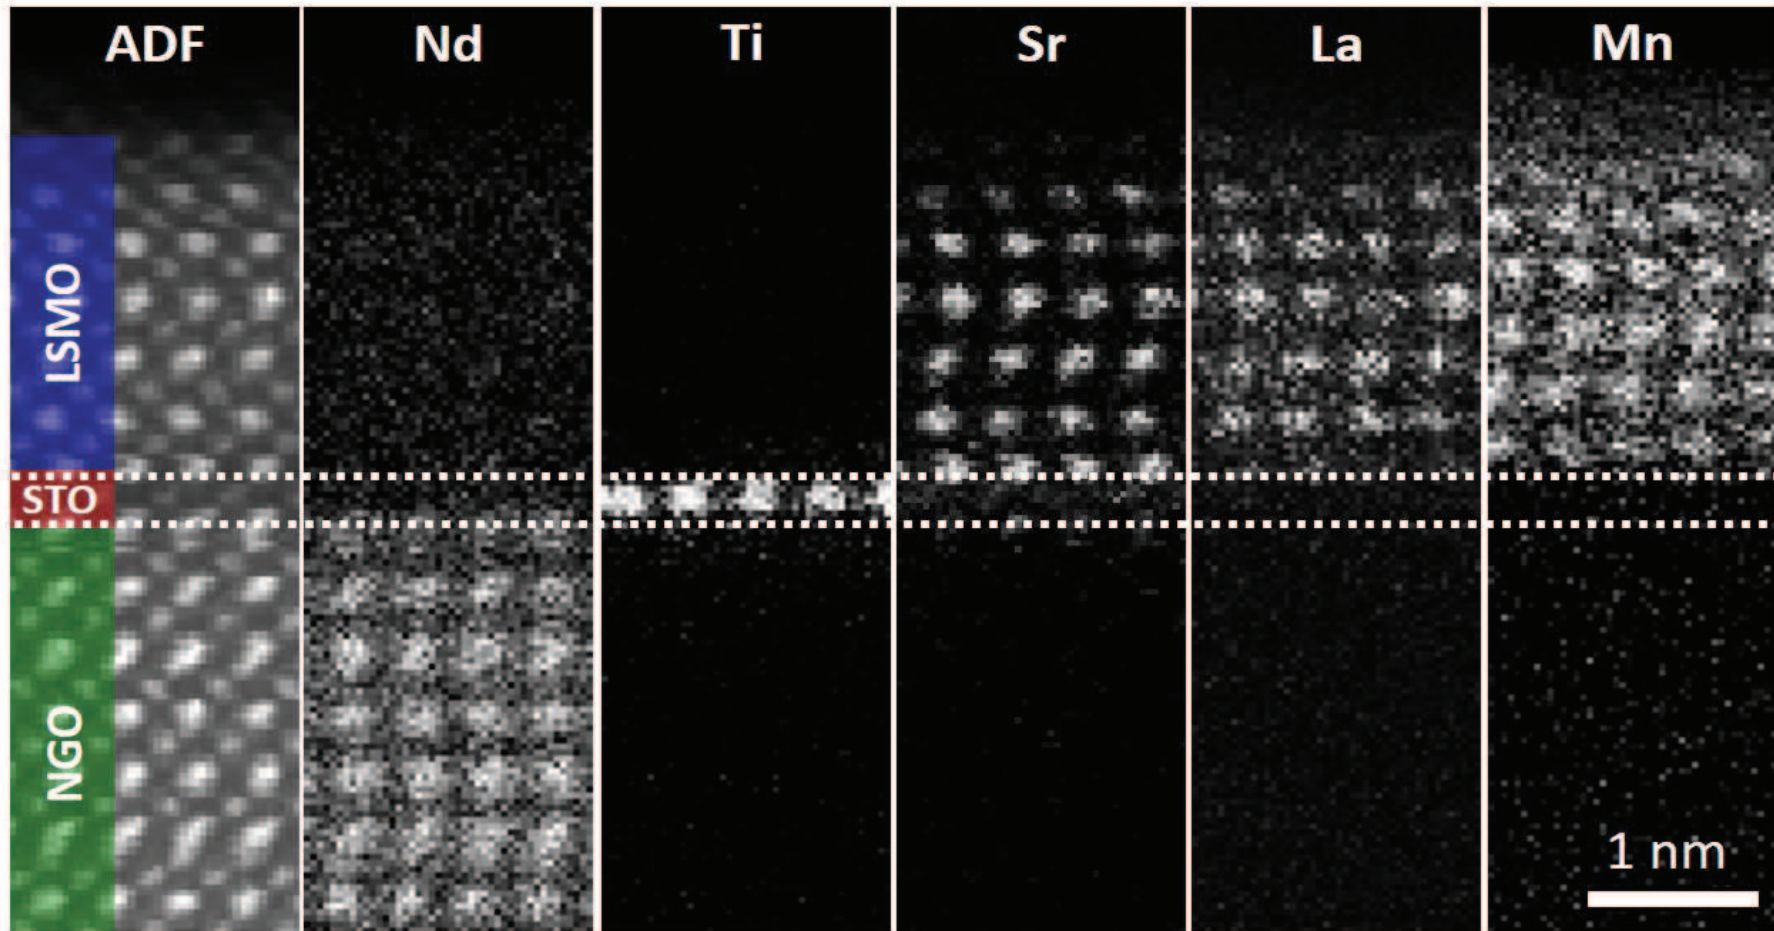 ADF
Nd
Ti
Sr
La
Mn
LSMO
STO
NGO
1 nm